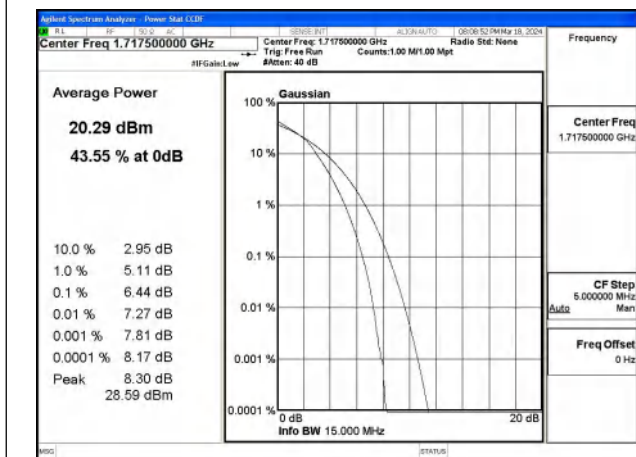 Agilent Spectrum Analyzer - Power Stat CCDF
RL RF 50 Ω AC SENSE:INT ALIGN AUTO 08:08:52 PM Mar 18, 2024
Center Freq 1.717500000 GHz
Center Freq: 1.717500000 GHz Radio Std: None
Trig: Free Run Counts:1.00 M/1.00 Mpt
#IFGain:Low #Atten: 40 dB
Frequency
Average Power
20.29 dBm
43.55 % at 0dB
10.0 % 2.95 dB
1.0 % 5.11 dB
0.1 % 6.44 dB
0.01 % 7.27 dB
0.001 % 7.81 dB
0.0001 % 8.17 dB
Peak 8.30 dB
28.59 dBm
Gaussian
100 %
10 %
1 %
0.1 %
0.01 %
0.001 %
0.0001 %
0 dB 20 dB
Info BW 15.000 MHz
Center Freq
1.717500000 GHz
CF Step
5.000000 MHz
Auto Man
Freq Offset
0 Hz
MSG STATUS